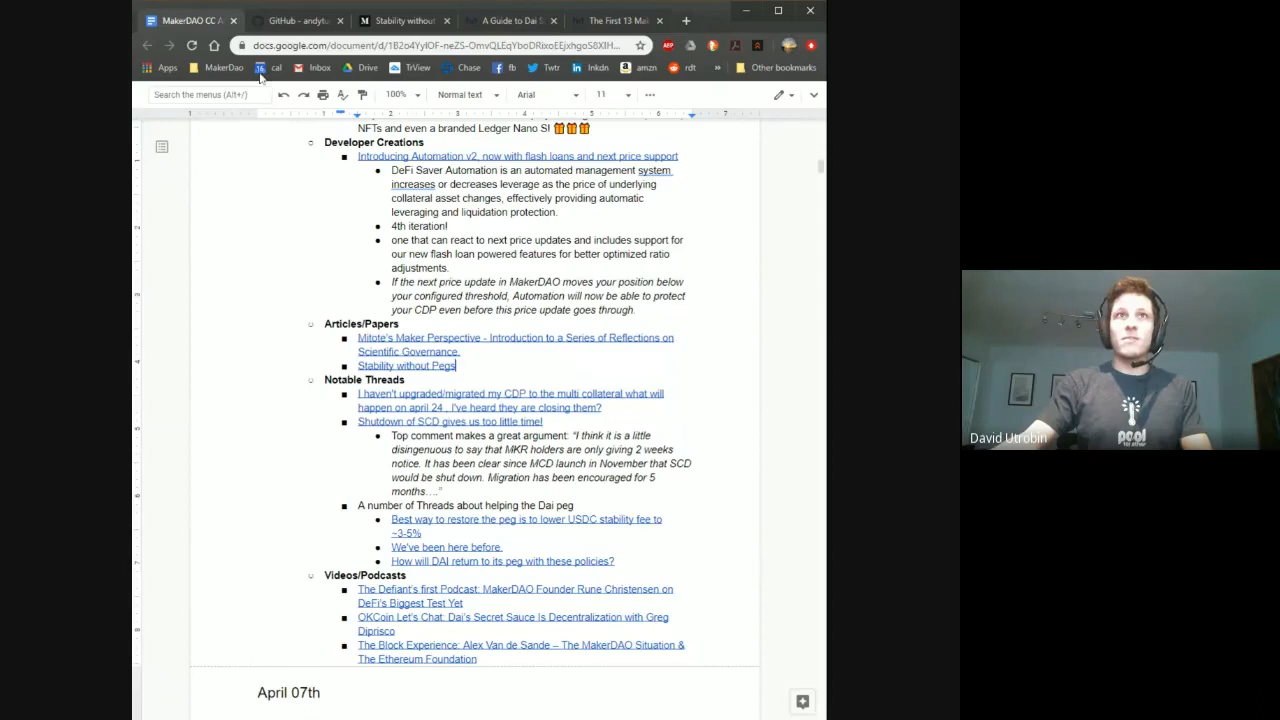 MakerDAO CC A
GitHub - andytu
Stability without
A Guide to Dai S
The First 13 Mai
docs.google.com/document/d/1B2o4YylOF-neZS-OmvQLEqYboDRixoEEjxhgoS8XlH...
Apps MakerDao cal Inbox Drive TrView Chase fb Twtr lnkdn amzn rdt » Other bookmarks
Search the menus (Alt+/) 100% Normal text Arial 11
NFTs and even a branded Ledger Nano S! 🎁🎁🎁
Developer Creations
Introducing Automation v2, now with flash loans and next price support
DeFi Saver Automation is an automated management system
increases or decreases leverage as the price of underlying
collateral asset changes, effectively providing automatic
leveraging and liquidation protection.
4th iteration!
one that can react to next price updates and includes support for
our new flash loan powered features for better optimized ratio
adjustments.
If the next price update in MakerDAO moves your position below
your configured threshold, Automation will now be able to protect
your CDP even before this price update goes through.
Articles/Papers
Mitote's Maker Perspective - Introduction to a Series of Reflections on
Scientific Governance.
Stability without Pegs
Notable Threads
I haven't upgraded/migrated my CDP to the multi collateral what will
happen on april 24 , I've heard they are closing them?
Shutdown of SCD gives us too little time!
Top comment makes a great argument: "I think it is a little
disingenuous to say that MKR holders are only giving 2 weeks
notice. It has been clear since MCD launch in November that SCD
would be shut down. Migration has been encouraged for 5
months...."
A number of Threads about helping the Dai peg
Best way to restore the peg is to lower USDC stability fee to
~3-5%
We've been here before.
How will DAI return to its peg with these policies?
Videos/Podcasts
The Defiant's first Podcast: MakerDAO Founder Rune Christensen on
DeFi's Biggest Test Yet
OKCoin Let's Chat: Dai's Secret Sauce Is Decentralization with Greg
Diprisco
The Block Experience: Alex Van de Sande – The MakerDAO Situation &
The Ethereum Foundation
April 07th
pool
David Utrobin